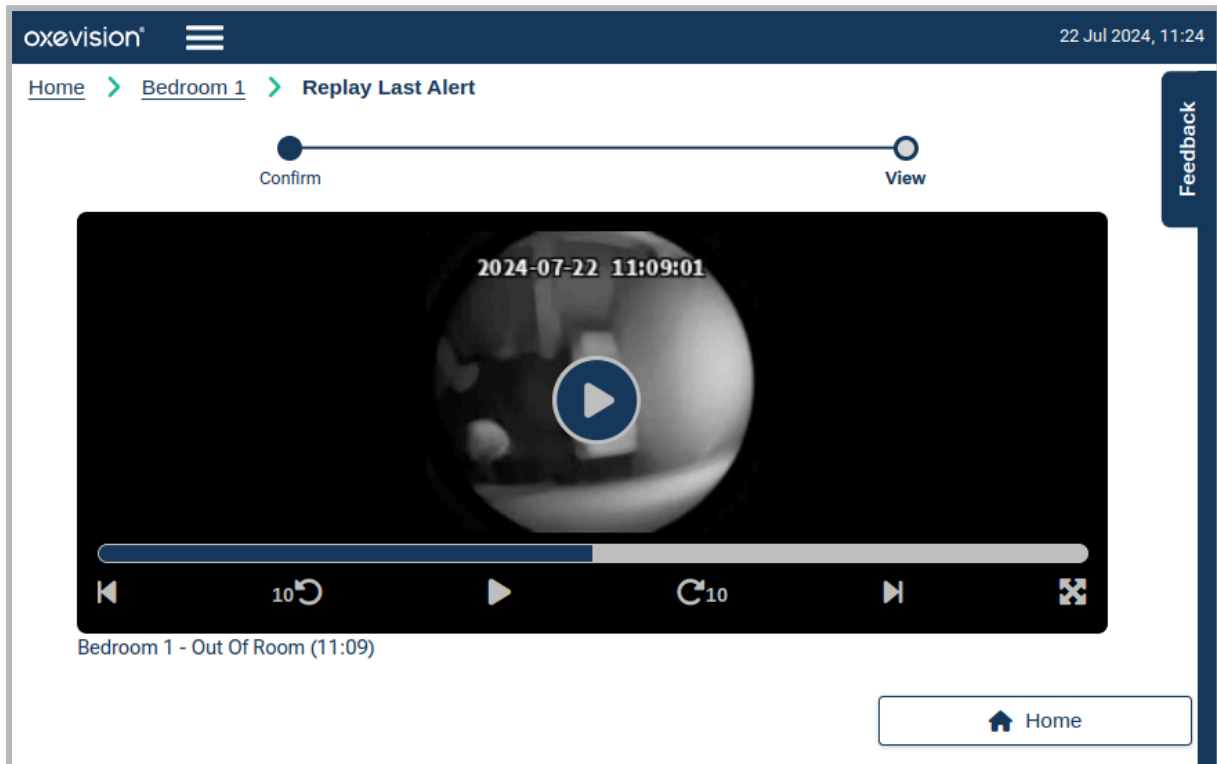 oxevision®
22 Jul 2024, 11:24
Home > Bedroom 1 > Replay Last Alert
Feedback
Confirm
View
2024-07-22 11:09:01
10
10
Bedroom 1 - Out Of Room (11:09)
Home